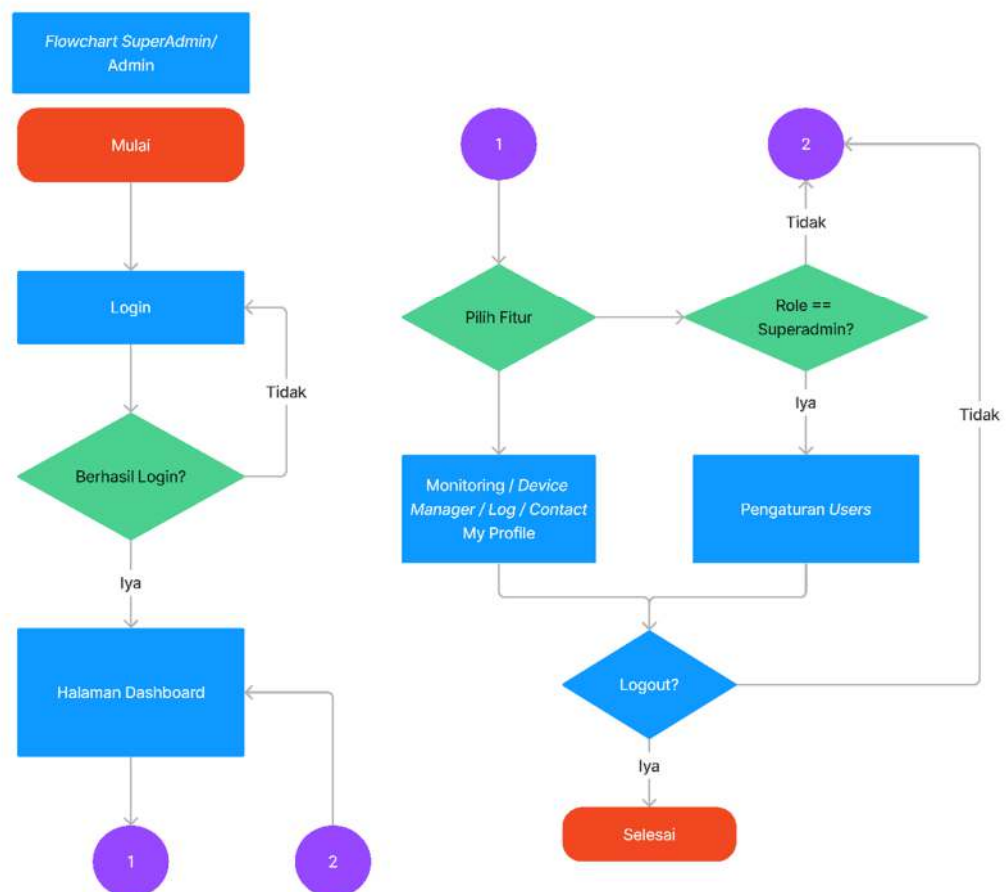 Flowchart SuperAdmin/
Admin
Mulai
Login
Tidak
Berhasil Login?
Iya
Halaman Dashboard
1
2
1
2
Tidak
Pilih Fitur
Role ==
Superadmin?
Iya
Tidak
Monitoring / Device
Manager / Log / Contact
My Profile
Pengaturan Users
Logout?
Iya
Selesai